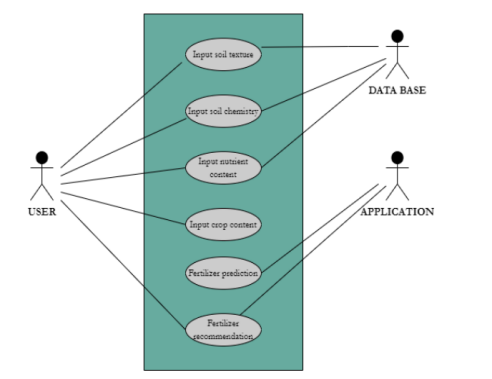 Input soil texture
DATA BASE
Input soil chemistry
Input nutrient
content
USER
APPLICATION
Input crop content
Fertilizer prediction
Fertilizer
recommendation